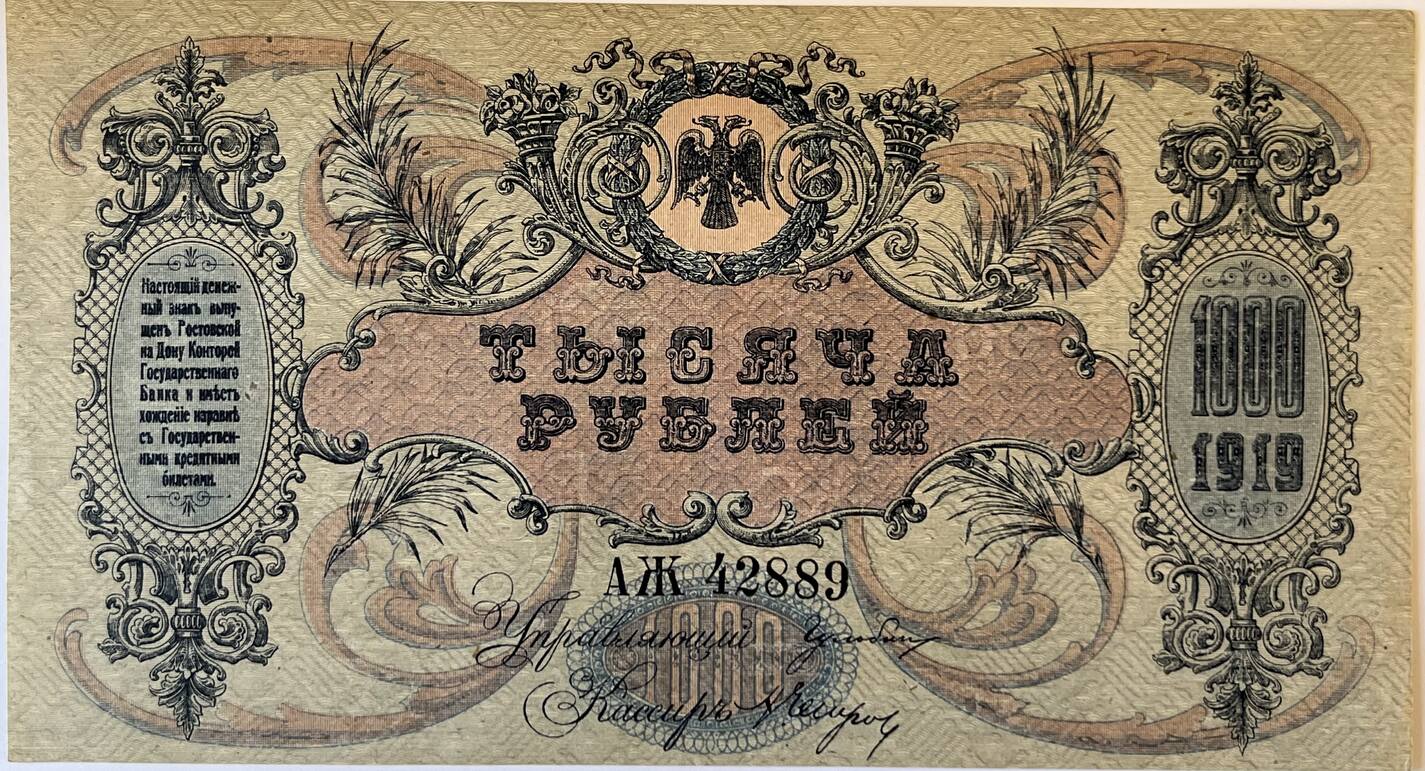 Настоящій денеж-
ный знакъ выпу-
щенъ Ростовской
на Дону Конторой
Государственнаго
Банка и имѣетъ
хожденіе наравнѣ
съ Государствен-
ными кредитными
билетами.
ТЫСЯЧА
РУБЛЕЙ
1000
1919
АЖ 42889
Управляющій
1000
Кассиръ